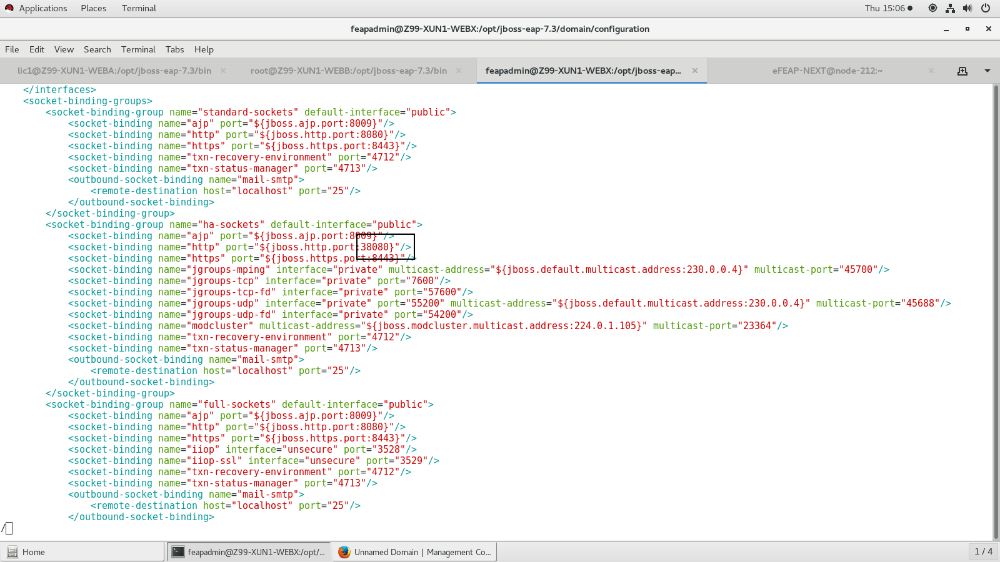 Applications Places Terminal Thu 15:06
feapadmin@Z99-XUN1-WEBX:/opt/jboss-eap-7.3/domain/configuration
File Edit View Search Terminal Tabs Help
lic1@Z99-XUN1-WEBA:/opt/jboss-eap-7.3/bin root@Z99-XUN1-WEBB:/opt/jboss-eap-7.3/bin feapadmin@Z99-XUN1-WEBX:/opt/jboss-eap... eFEAP-NEXT@node-212:~
</interfaces>
<socket-binding-groups>
<socket-binding-group name="standard-sockets" default-interface="public">
<socket-binding name="ajp" port="${jboss.ajp.port:8009}"/>
<socket-binding name="http" port="${jboss.http.port:8080}"/>
<socket-binding name="https" port="${jboss.https.port:8443}"/>
<socket-binding name="txn-recovery-environment" port="4712"/>
<socket-binding name="txn-status-manager" port="4713"/>
<outbound-socket-binding name="mail-smtp">
<remote-destination host="localhost" port="25"/>
</outbound-socket-binding>
</socket-binding-group>
<socket-binding-group name="ha-sockets" default-interface="public">
<socket-binding name="ajp" port="${jboss.ajp.port:8009}"/>
<socket-binding name="http" port="${jboss.http.port:38080}"/>
<socket-binding name="https" port="${jboss.https.port:8443}"/>
<socket-binding name="jgroups-mping" interface="private" multicast-address="${jboss.default.multicast.address:230.0.0.4}" multicast-port="45700"/>
<socket-binding name="jgroups-tcp" interface="private" port="7600"/>
<socket-binding name="jgroups-tcp-fd" interface="private" port="57600"/>
<socket-binding name="jgroups-udp" interface="private" port="55200" multicast-address="${jboss.default.multicast.address:230.0.0.4}" multicast-port="45688"/>
<socket-binding name="jgroups-udp-fd" interface="private" port="54200"/>
<socket-binding name="modcluster" multicast-address="${jboss.modcluster.multicast.address:224.0.1.105}" multicast-port="23364"/>
<socket-binding name="txn-recovery-environment" port="4712"/>
<socket-binding name="txn-status-manager" port="4713"/>
<outbound-socket-binding name="mail-smtp">
<remote-destination host="localhost" port="25"/>
</outbound-socket-binding>
</socket-binding-group>
<socket-binding-group name="full-sockets" default-interface="public">
<socket-binding name="ajp" port="${jboss.ajp.port:8009}"/>
<socket-binding name="http" port="${jboss.http.port:8080}"/>
<socket-binding name="https" port="${jboss.https.port:8443}"/>
<socket-binding name="iiop" interface="unsecure" port="3528"/>
<socket-binding name="iiop-ssl" interface="unsecure" port="3529"/>
<socket-binding name="txn-recovery-environment" port="4712"/>
<socket-binding name="txn-status-manager" port="4713"/>
<outbound-socket-binding name="mail-smtp">
<remote-destination host="localhost" port="25"/>
</outbound-socket-binding>
/
Home feapadmin@Z99-XUN1-WEBX:/opt/... Unnamed Domain | Management Co... 1 / 4